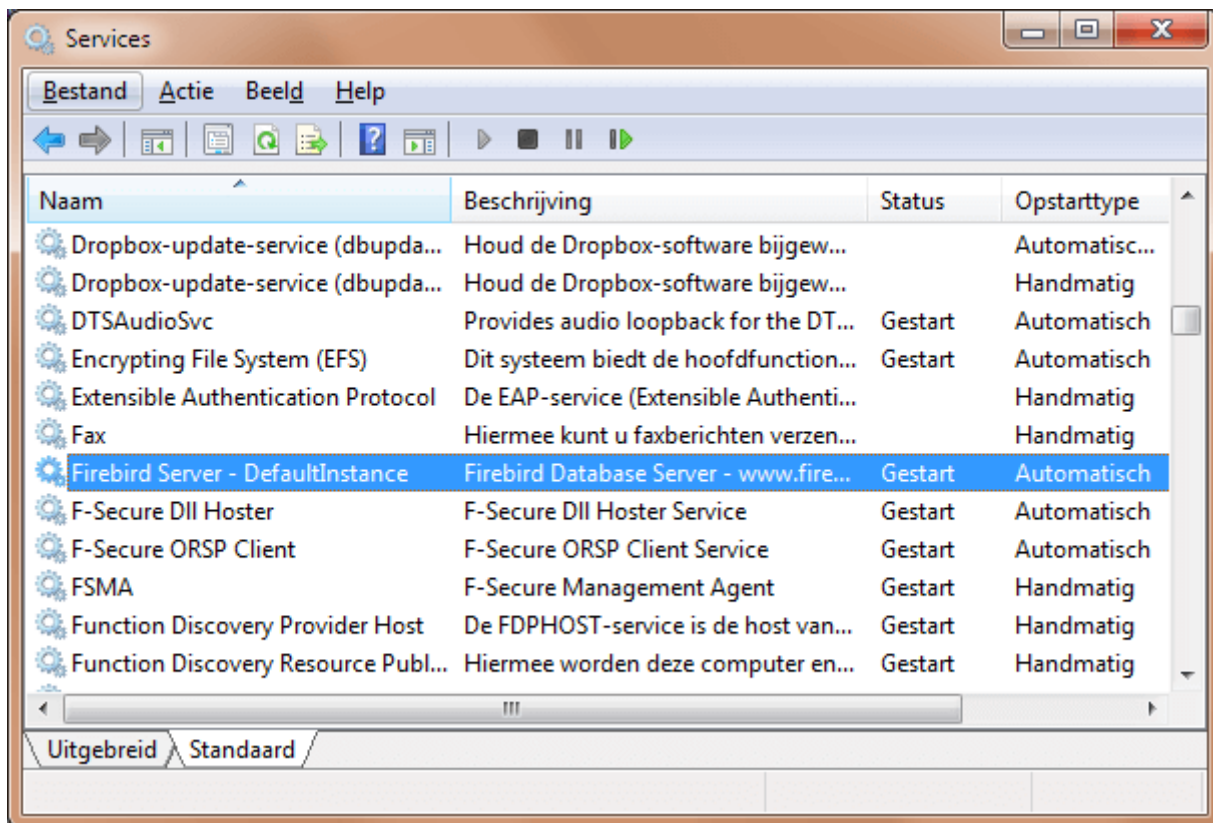 Services
Bestand Actie Beeld Help
Naam Beschrijving Status Opstarttype
Dropbox-update-service (dbupda... Houd de Dropbox-software bijgew... Automatisc...
Dropbox-update-service (dbupda... Houd de Dropbox-software bijgew... Handmatig
DTSAudioSvc Provides audio loopback for the DT... Gestart Automatisch
Encrypting File System (EFS) Dit systeem biedt de hoofdfunction... Gestart Automatisch
Extensible Authentication Protocol De EAP-service (Extensible Authenti... Handmatig
Fax Hiermee kunt u faxberichten verzen... Handmatig
Firebird Server - DefaultInstance Firebird Database Server - www.fire... Gestart Automatisch
F-Secure Dll Hoster F-Secure Dll Hoster Service Gestart Automatisch
F-Secure ORSP Client F-Secure ORSP Client Service Gestart Automatisch
FSMA F-Secure Management Agent Gestart Handmatig
Function Discovery Provider Host De FDPHOST-service is de host van... Gestart Handmatig
Function Discovery Resource Publ... Hiermee worden deze computer en... Gestart Handmatig
Uitgebreid Standaard